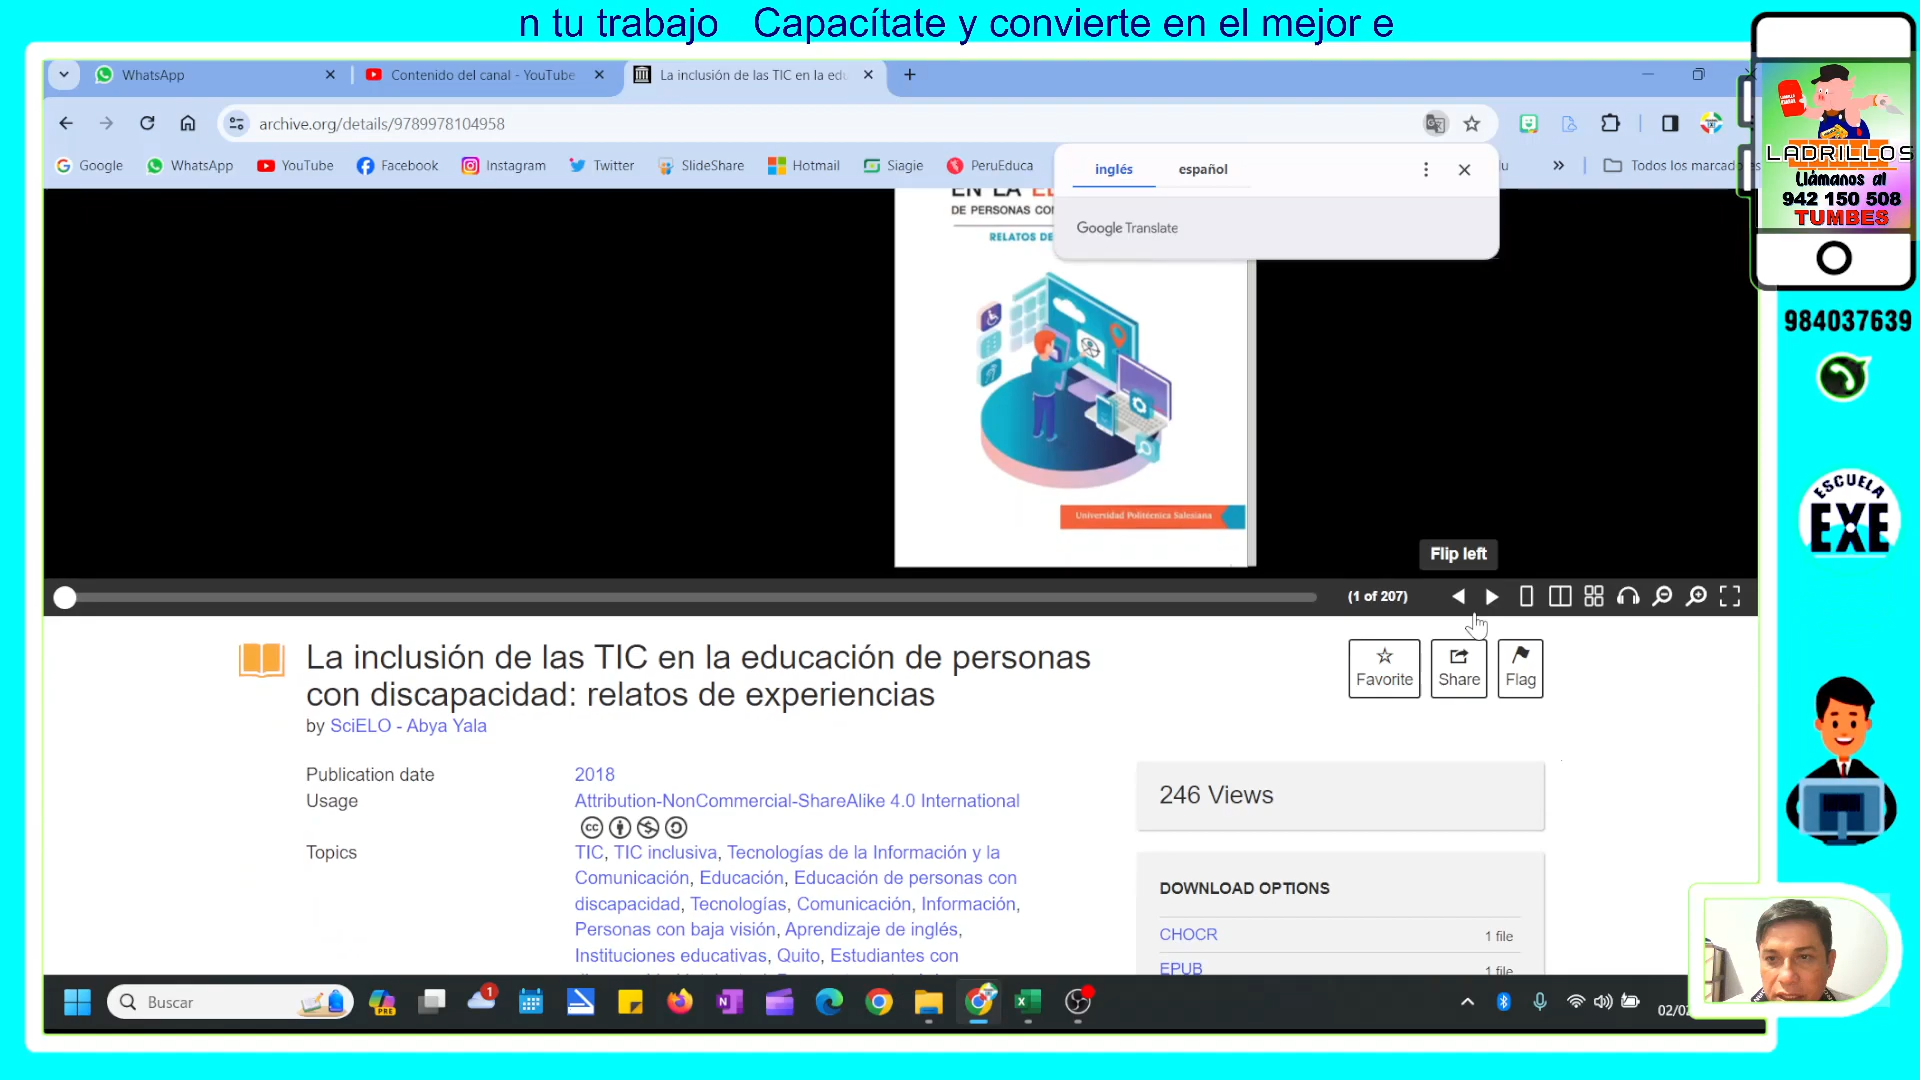 n tu trabajo   Capacítate y convierte en el mejor e
WhatsApp
Contenido del canal - YouTube
La inclusión de las TIC en la edu
archive.org/details/9789978104958
Google
WhatsApp
YouTube
Facebook
Instagram
Twitter
SlideShare
Hotmail
Siagie
PeruEduca
Todos los marcado
inglés
español
Google Translate
DE PERSONAS CON
RELATOS DE
Universidad Politécnica Salesiana
Flip left
(1 of 207)
La inclusión de las TIC en la educación de personas
con discapacidad: relatos de experiencias
by SciELO - Abya Yala
Favorite
Share
Flag
Publication date
2018
Usage
Attribution-NonCommercial-ShareAlike 4.0 International
Topics
TIC, TIC inclusiva, Tecnologías de la Información y la
Comunicación, Educación, Educación de personas con
discapacidad, Tecnologías, Comunicación, Información,
Personas con baja visión, Aprendizaje de inglés,
Instituciones educativas, Quito, Estudiantes con
246 Views
DOWNLOAD OPTIONS
CHOCR
1 file
EPUB
1 file
Buscar
PRE
1
02/0
LADRILLOS
Llámanos al
942 150 508
TUMBES
984037639
ESCUELA
EXE